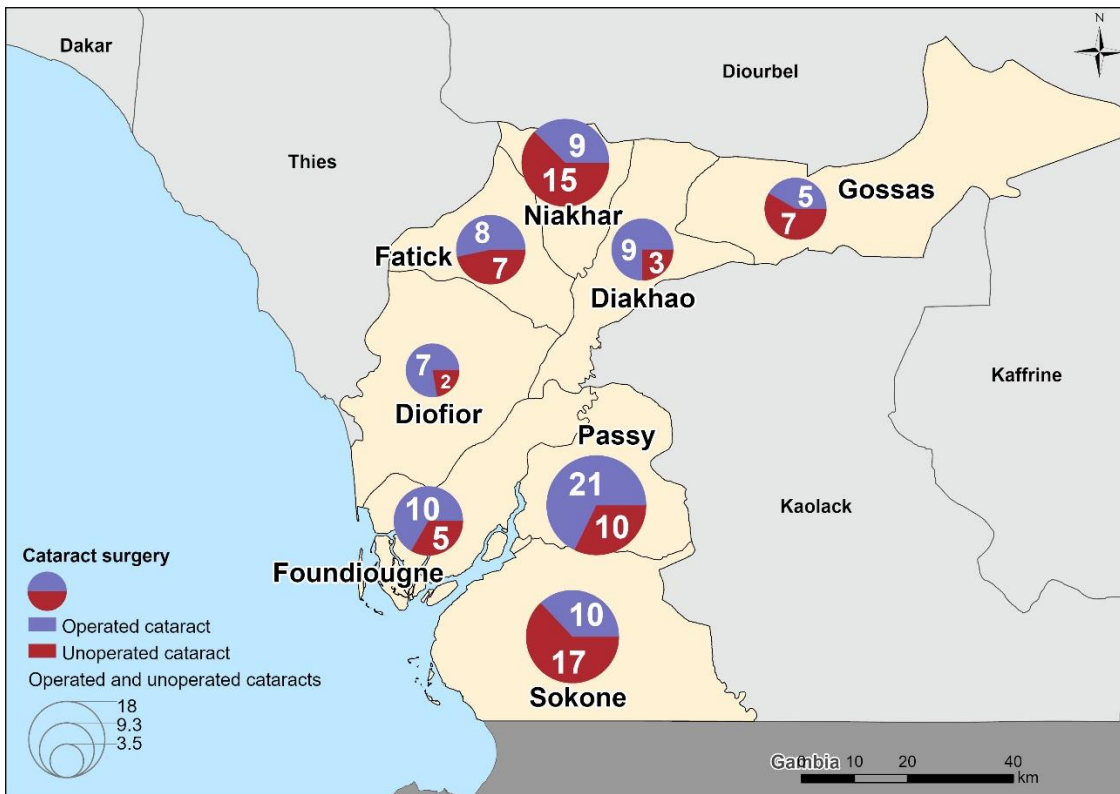 N
Dakar
Diourbel
Thies
9
15
Niakhar
5
7
Gossas
8
7
Fatick
9
3
Diakhao
7
2
Diofior
Kaffrine
Passy
21
10
Kaolack
10
5
Foundiougne
10
17
Sokone
Cataract surgery
Operated cataract
Unoperated cataract
Operated and unoperated cataracts
18
9.3
3.5
Gambia
0 10 20 40
km